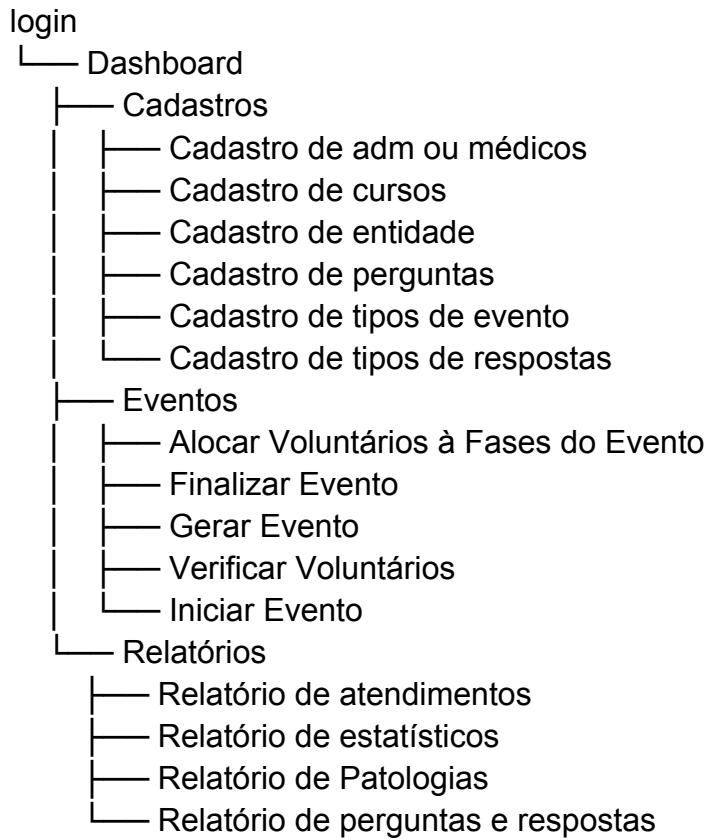 login
Dashboard
Cadastros
Cadastro de adm ou médicos
Cadastro de cursos
Cadastro de entidade
Cadastro de perguntas
Cadastro de tipos de evento
Cadastro de tipos de respostas
Eventos
Alocar Voluntários à Fases do Evento
Finalizar Evento
Gerar Evento
Verificar Voluntários
Iniciar Evento
Relatórios
Relatório de atendimentos
Relatório de estatísticos
Relatório de Patologias
Relatório de perguntas e respostas